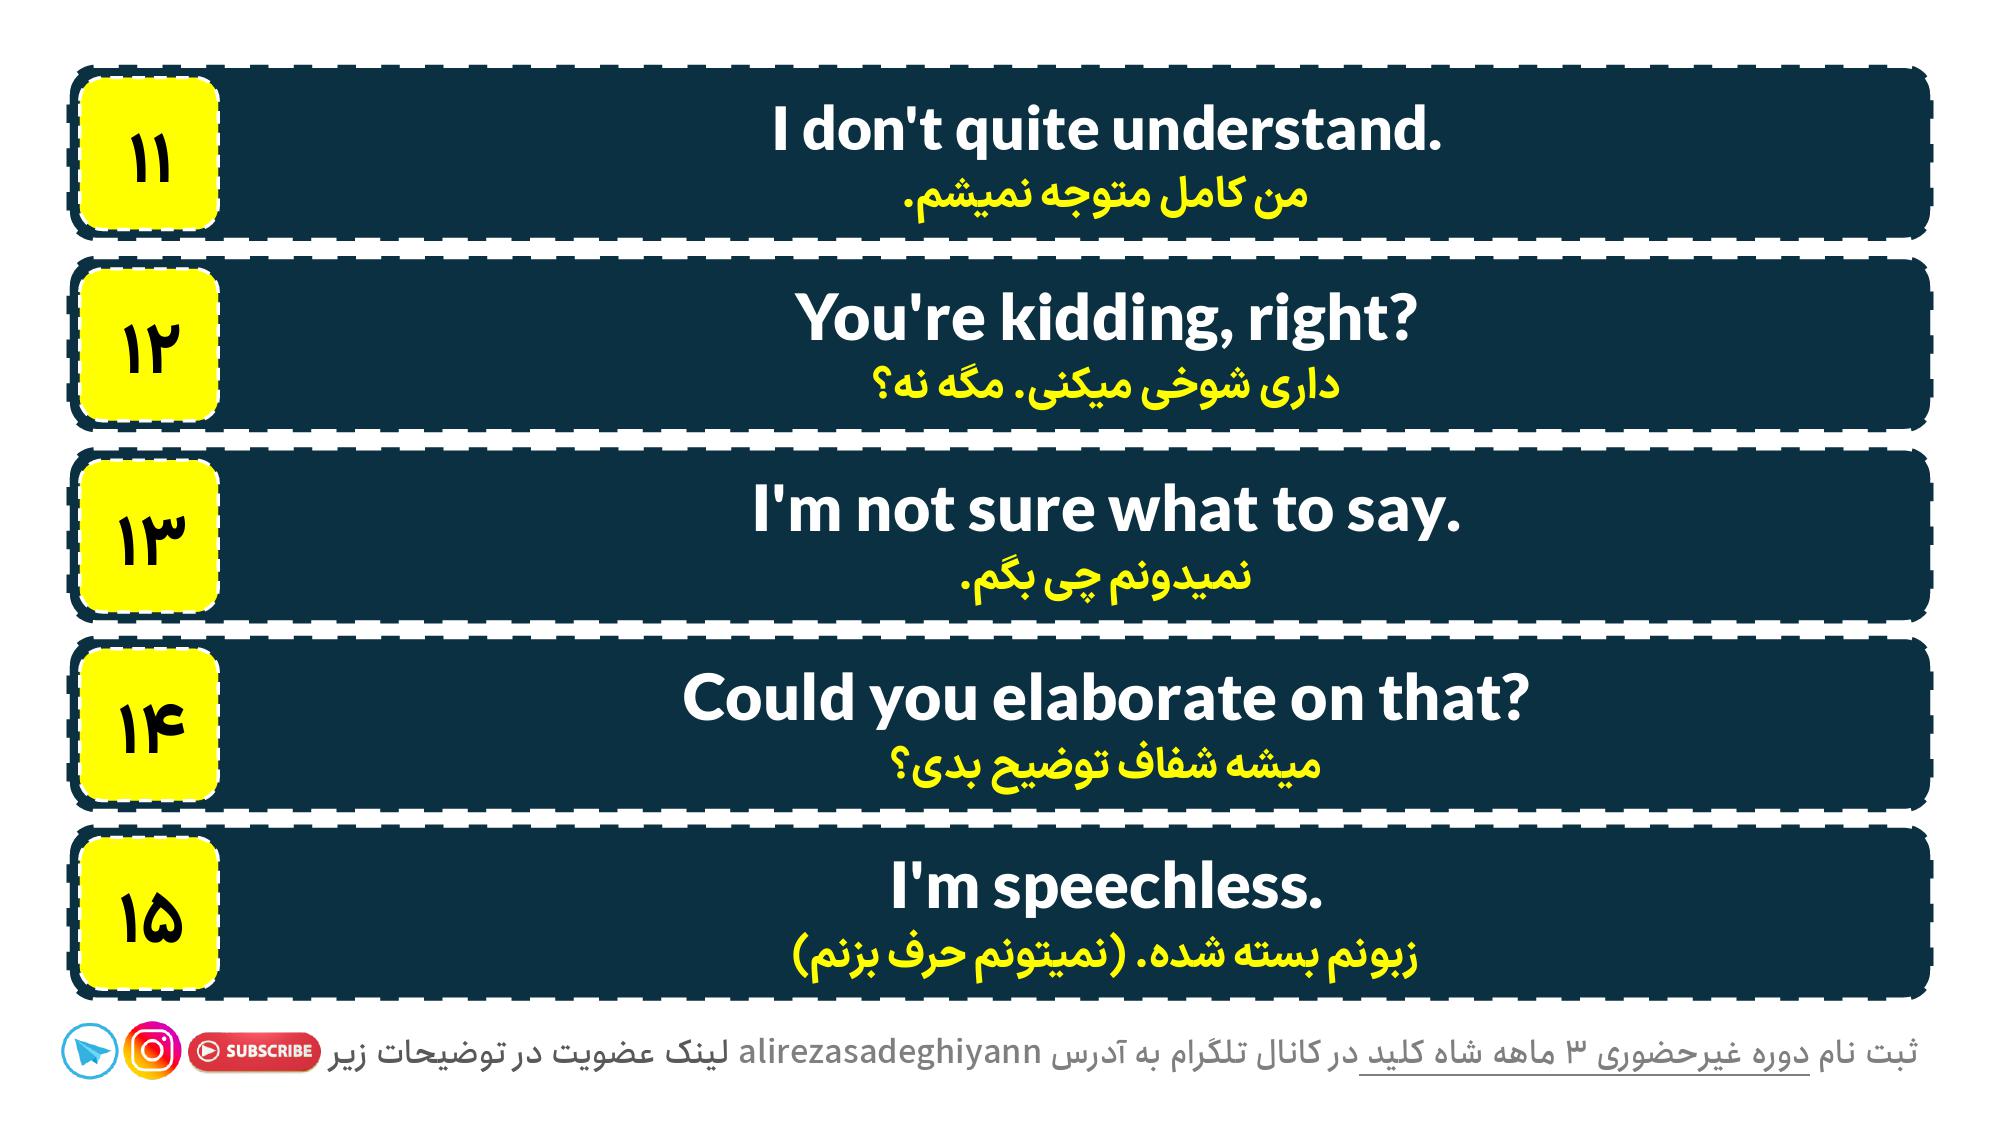 ۱۱
I don't quite understand.
من کامل متوجه نمیشم.
۱۲
You're kidding, right?
داری شوخی میکنی. مگه نه؟
۱۳
I'm not sure what to say.
نمیدونم چی بگم.
۱۴
Could you elaborate on that?
میشه شفاف توضیح بدی؟
۱۵
I'm speechless.
زبونم بسته شده. (نمیتونم حرف بزنم)
ثبت نام دوره غیرحضوری ۳ ماهه شاه کلید در کانال تلگرام به آدرس alirezasadeghiyann لینک عضویت در توضیحات زیر SUBSCRIBE